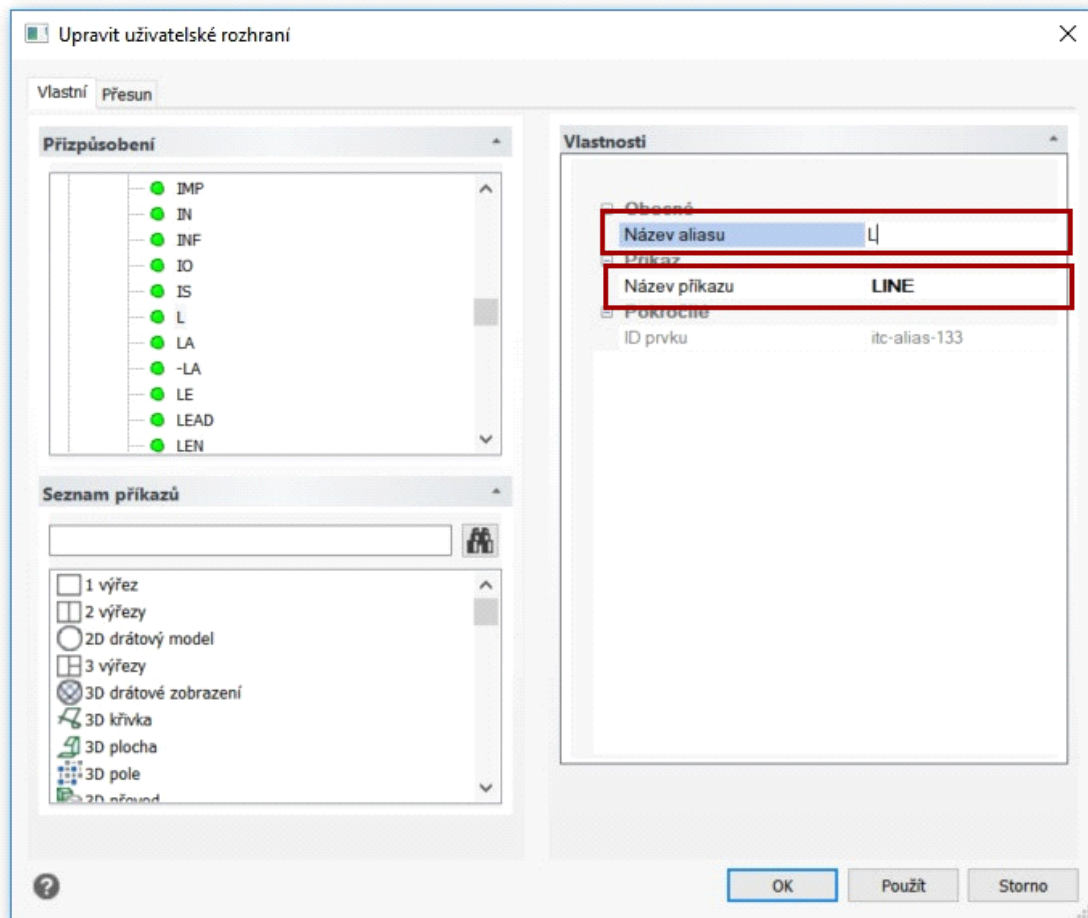 Upravit uživatelské rozhraní
Vlastní Přesun
Přizpůsobení
IMP
IN
INF
IO
IS
L
LA
-LA
LE
LEAD
LEN
Seznam příkazů
1 výřez
2 výřezy
2D drátový model
3 výřezy
3D drátové zobrazení
3D křivka
3D plocha
3D pole
3D převod
Vlastnosti
Obecné
Název aliasu L
Příkaz
Název příkazu LINE
Pokročilé
ID prvku itc-alias-133
OK Použít Storno